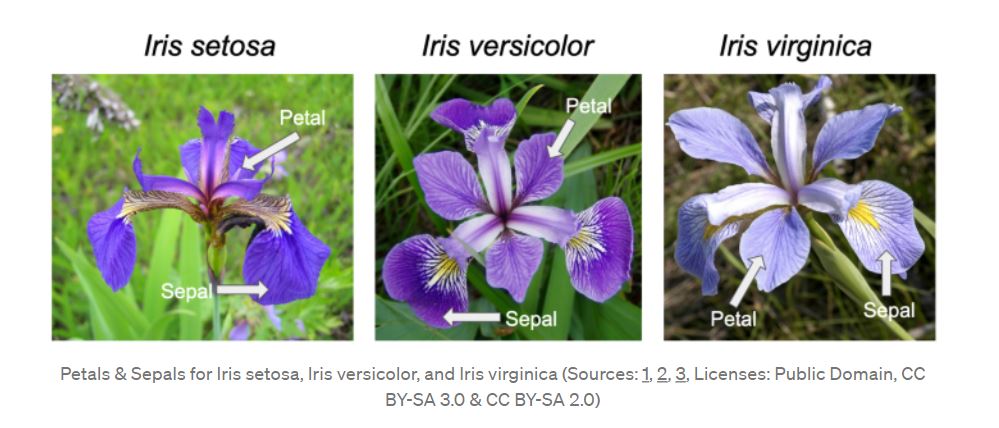 Iris setosa
Iris versicolor
Iris virginica
Petal
Sepal
Petal
Sepal
Petal
Sepal
Petals & Sepals for Iris setosa, Iris versicolor, and Iris virginica (Sources: 1, 2, 3, Licenses: Public Domain, CC
BY-SA 3.0 & CC BY-SA 2.0)